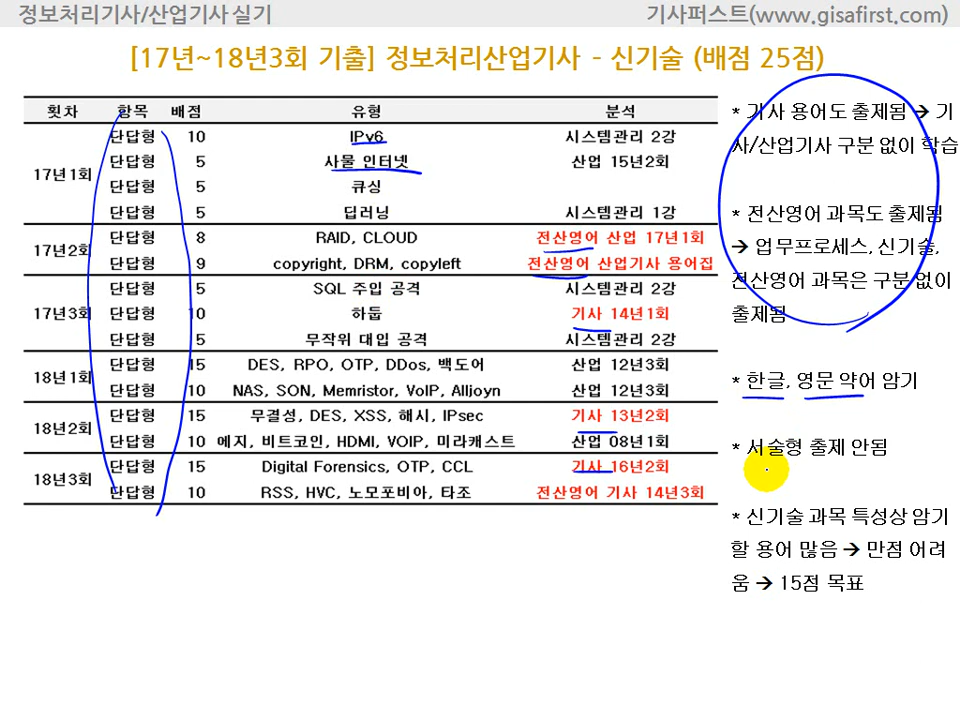 정보처리기사/산업기사 실기
기사퍼스트(www.gisafirst.com)
[17년~18년3회 기출] 정보처리산업기사 - 신기술 (배점 25점)
횟차 항목 배점 유형 분석
17년1회 단답형 10 IPv6 시스템관리 2강
단답형 5 사물 인터넷 산업 15년2회
단답형 5 큐싱
단답형 5 딥러닝 시스템관리 1강
17년2회 단답형 8 RAID, CLOUD 전산영어 산업 17년1회
단답형 9 copyright, DRM, copyleft 전산영어 산업기사 용어집
17년3회 단답형 5 SQL 주입 공격 시스템관리 2강
단답형 10 하둡 기사 14년1회
단답형 5 무작위 대입 공격 시스템관리 2강
18년1회 단답형 15 DES, RPO, OTP, DDos, 백도어 산업 12년3회
단답형 10 NAS, SON, Memristor, VoIP, Alljoyn 산업 12년3회
18년2회 단답형 15 무결성, DES, XSS, 해시, IPsec 기사 13년2회
단답형 10 에지, 비트코인, HDMI, VOIP, 미라캐스트 산업 08년1회
18년3회 단답형 15 Digital Forensics, OTP, CCL 기사 16년2회
단답형 10 RSS, HVC, 노모포비아, 타조 전산영어 기사 14년3회
* 기사 용어도 출제됨 → 기
사/산업기사 구분 없이 학습
* 전산영어 과목도 출제됨
→ 업무프로세스, 신기술,
전산영어 과목은 구분 없이
출제됨
* 한글, 영문 약어 암기
* 서술형 출제 안됨
* 신기술 과목 특성상 암기
할 용어 많음 → 만점 어려
움 → 15점 목표